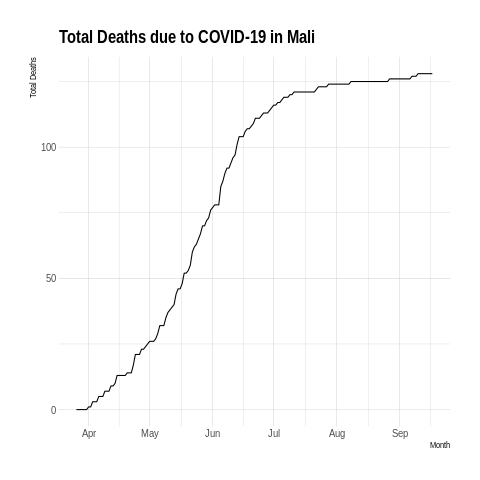 Total Deaths due to COVID-19 in Mali
Total Deaths
100
50
0
Apr May Jun Jul Aug Sep
Month